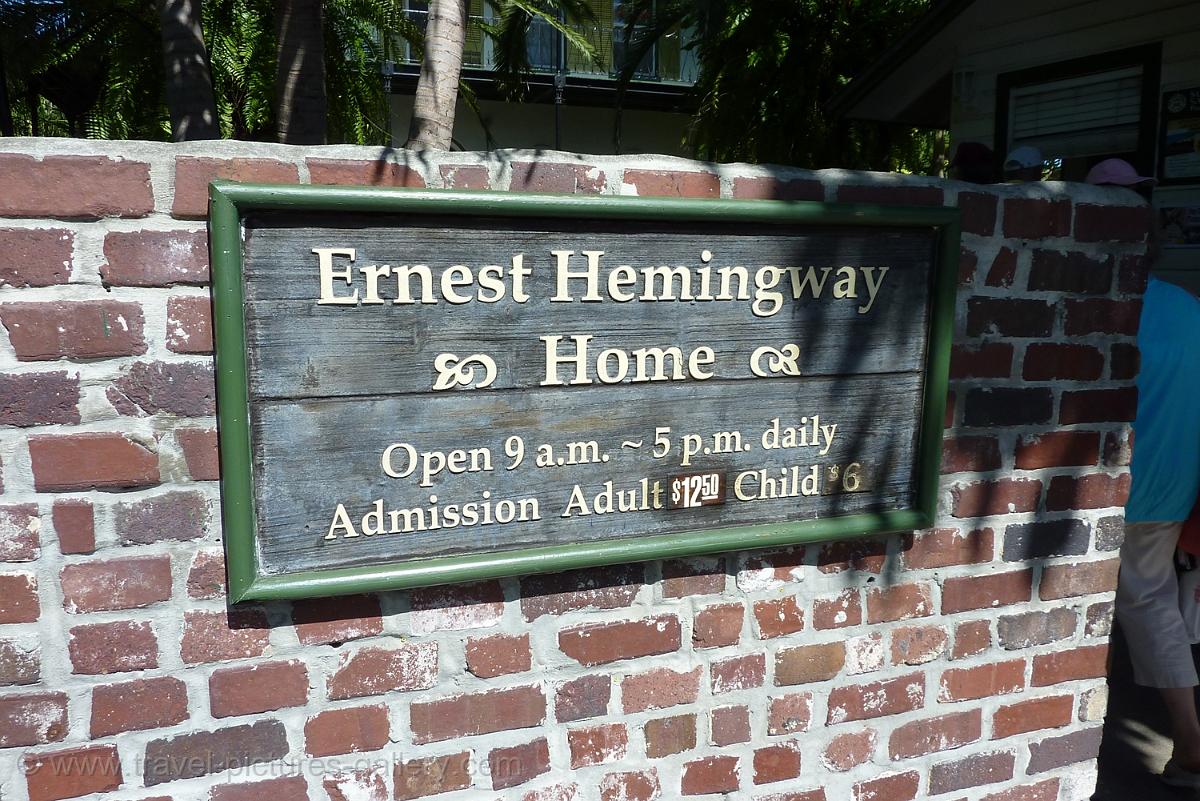 Ernest Hemingway
Home
Open 9 a.m. ~ 5 p.m. daily
Admission Adult $12.50 Child $6
© www.travel-pictures-gallery.com